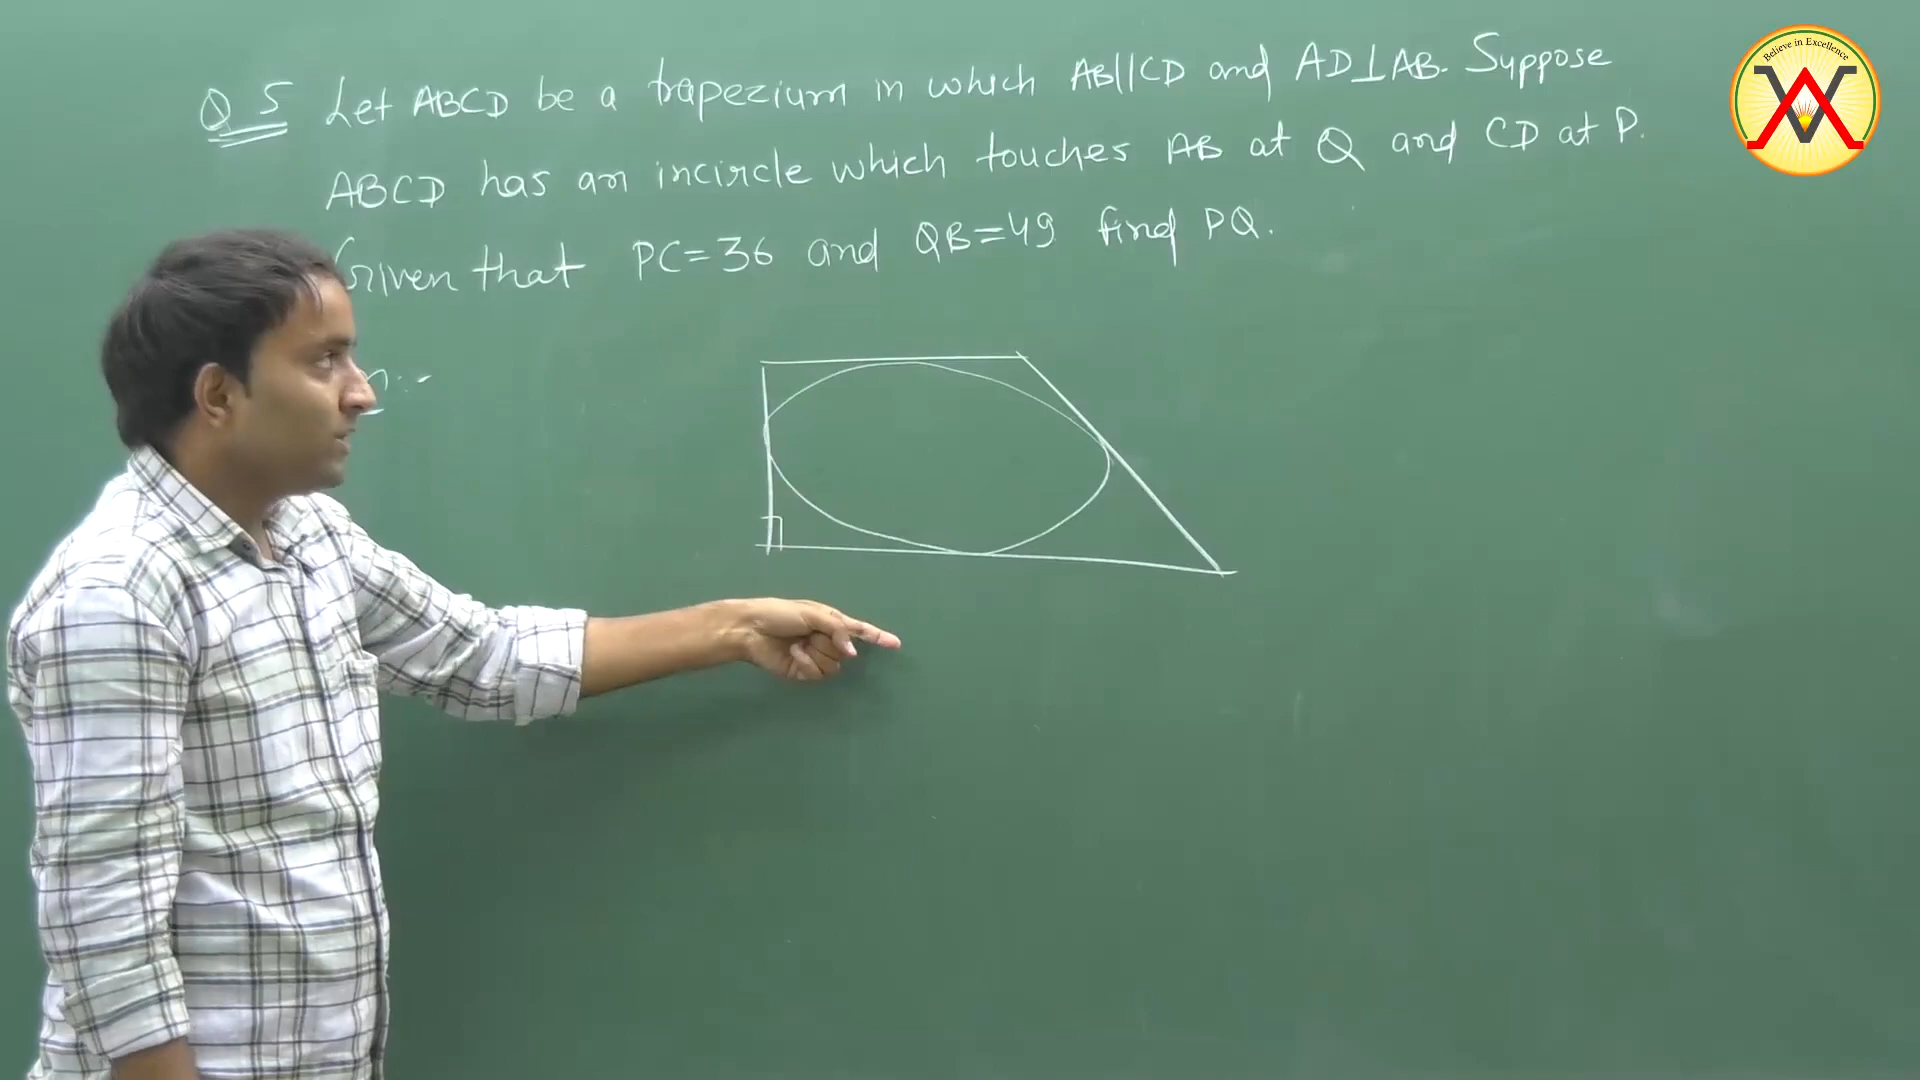 Believe in Excellence
Q 5 Let ABCD be a trapezium in which AB||CD and AD⊥AB. Suppose
ABCD has an incircle which touches AB at Q and CD at P.
Given that PC=36 and QB=49 find PQ.